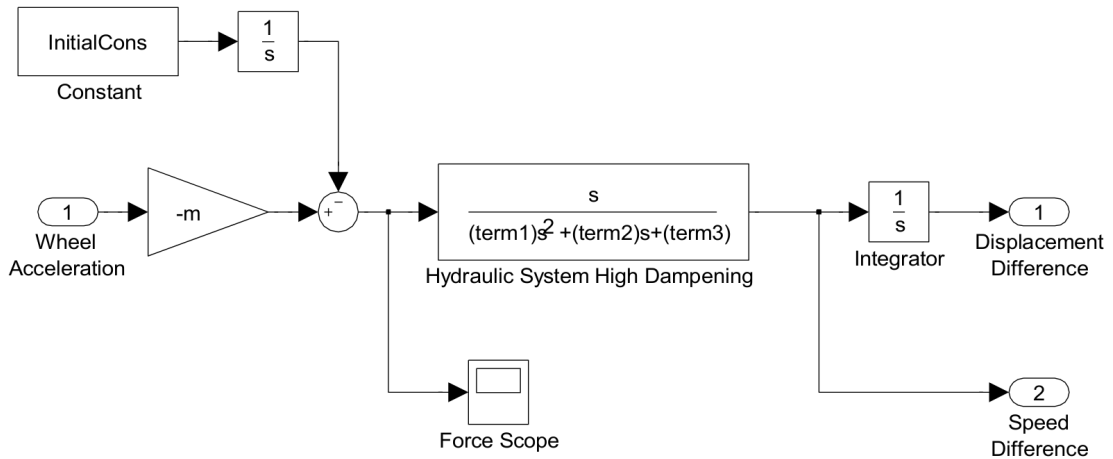 InitialCons
1
s
Constant
-m
1
Wheel
Acceleration
+
−
s
(term1)s2 +(term2)s+(term3)
Hydraulic System High Dampening
1
s
Integrator
1
Displacement
Difference
Force Scope
2
Speed
Difference